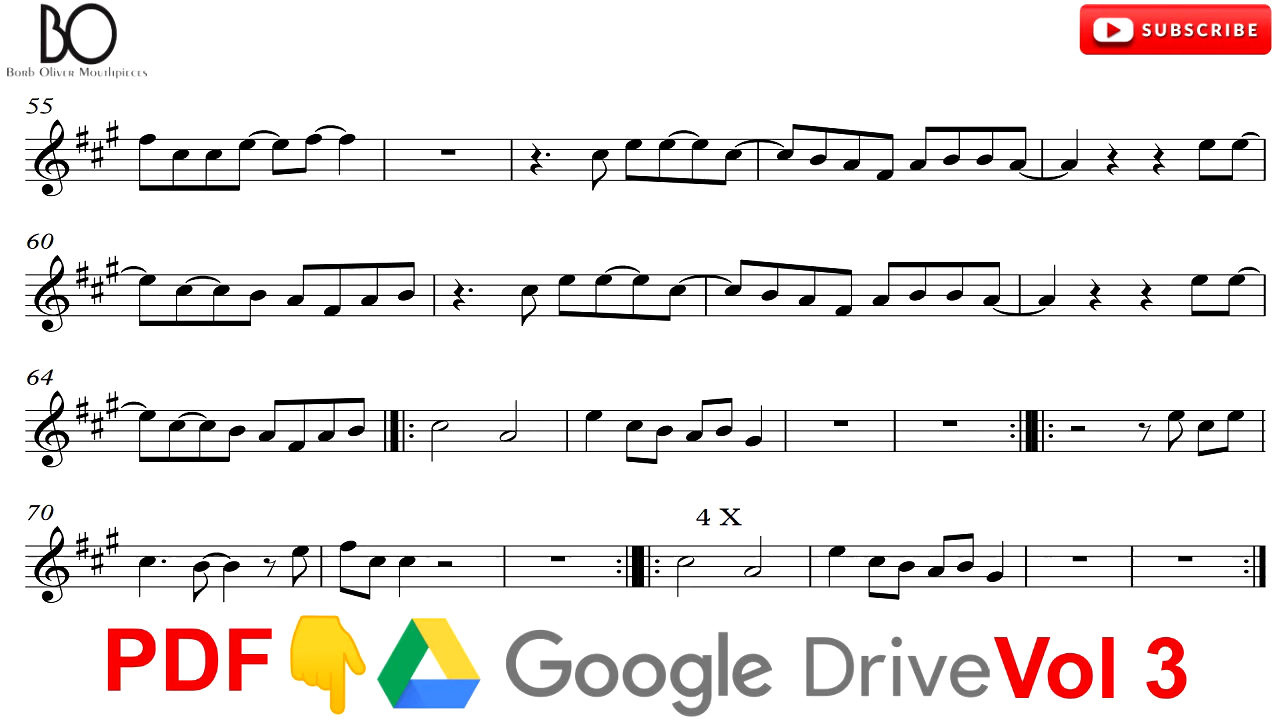 BO
Borb Oliver Mouthpieces
SUBSCRIBE
55
60
64
70
4 X
PDF Google Drive Vol 3